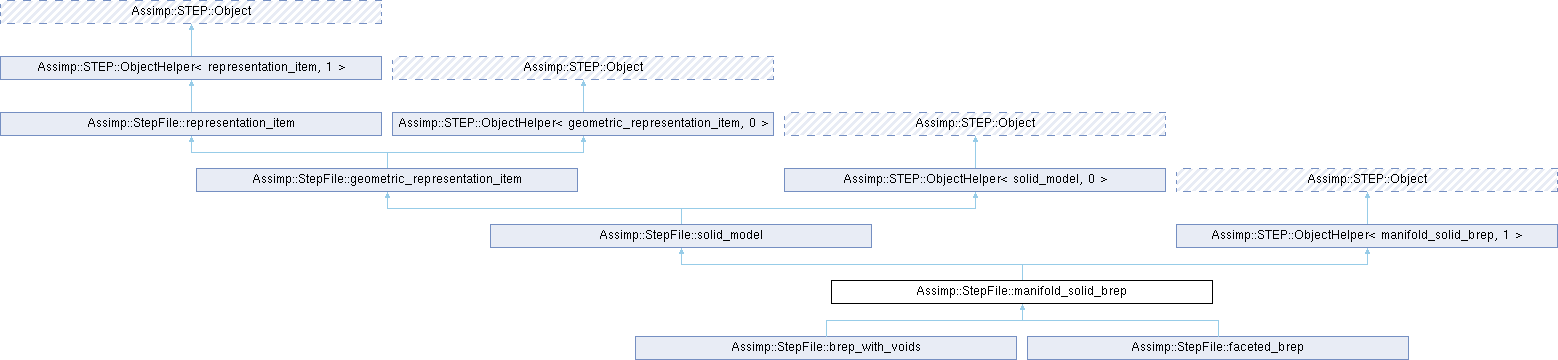 Assimp::STEP::Object
Assimp::STEP::ObjectHelper< representation_item, 1 >
Assimp::STEP::Object
Assimp::StepFile::representation_item
Assimp::STEP::ObjectHelper< geometric_representation_item, 0 >
Assimp::STEP::Object
Assimp::StepFile::geometric_representation_item
Assimp::STEP::ObjectHelper< solid_model, 0 >
Assimp::STEP::Object
Assimp::StepFile::solid_model
Assimp::STEP::ObjectHelper< manifold_solid_brep, 1 >
Assimp::StepFile::manifold_solid_brep
Assimp::StepFile::brep_with_voids
Assimp::StepFile::faceted_brep